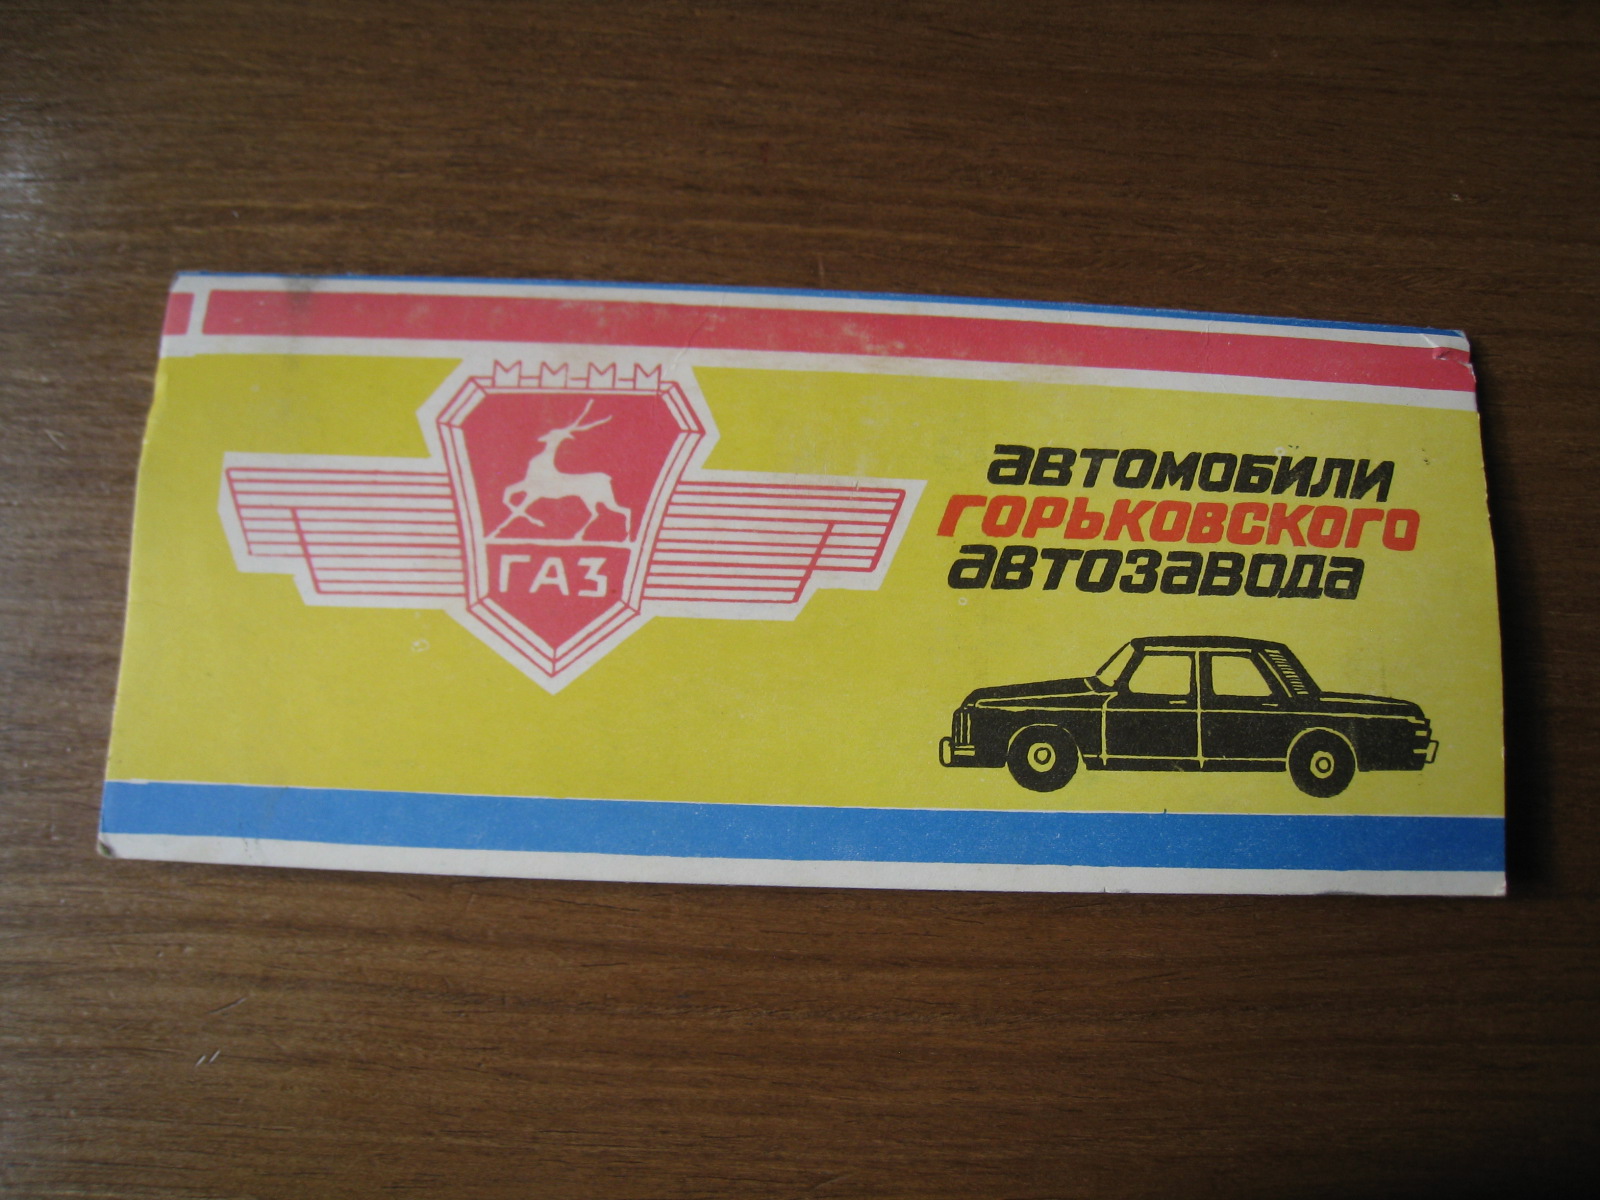 ГАЗ
автомобили
горьковского
автозавода